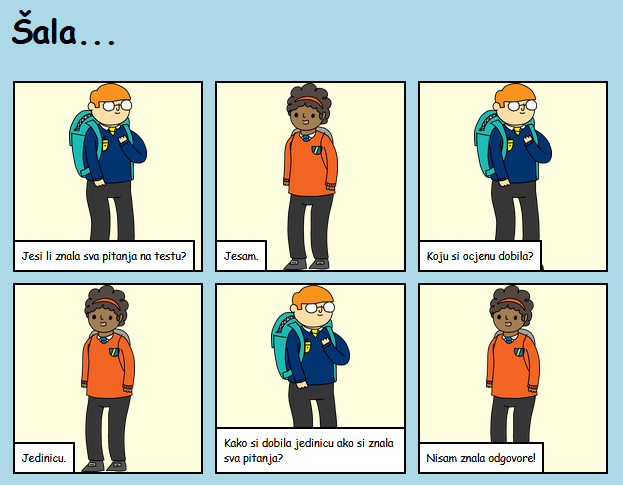 Šala...
Jesi li znala sva pitanja na testu?
Jesam.
Koju si ocjenu dobila?
Jedinicu.
Kako si dobila jedinicu ako si znala
sva pitanja?
Nisam znala odgovore!